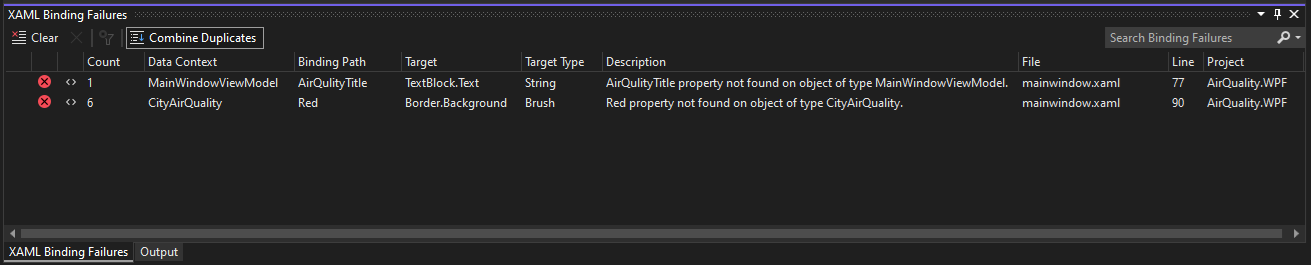 XAML Binding Failures
Clear Combine Duplicates Search Binding Failures
Count Data Context Binding Path Target Target Type Description File Line Project
1 MainWindowViewModel AirQulityTitle TextBlock.Text String AirQulityTitle property not found on object of type MainWindowViewModel. mainwindow.xaml 77 AirQuality.WPF
6 CityAirQuality Red Border.Background Brush Red property not found on object of type CityAirQuality. mainwindow.xaml 90 AirQuality.WPF
XAML Binding Failures Output